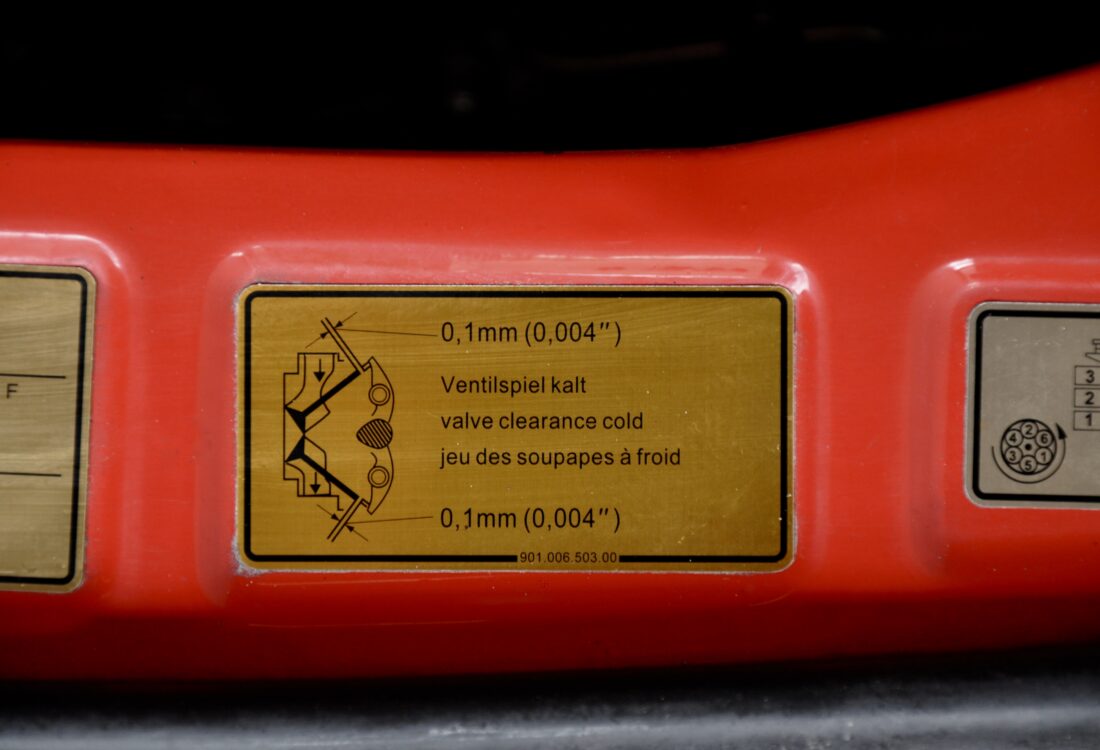 F
0,1mm (0,004″)
Ventilspiel kalt
valve clearance cold
jeu des soupapes à froid
0,1mm (0,004″)
901.006.503.00
3
2
1
2
4
6
3
1
5